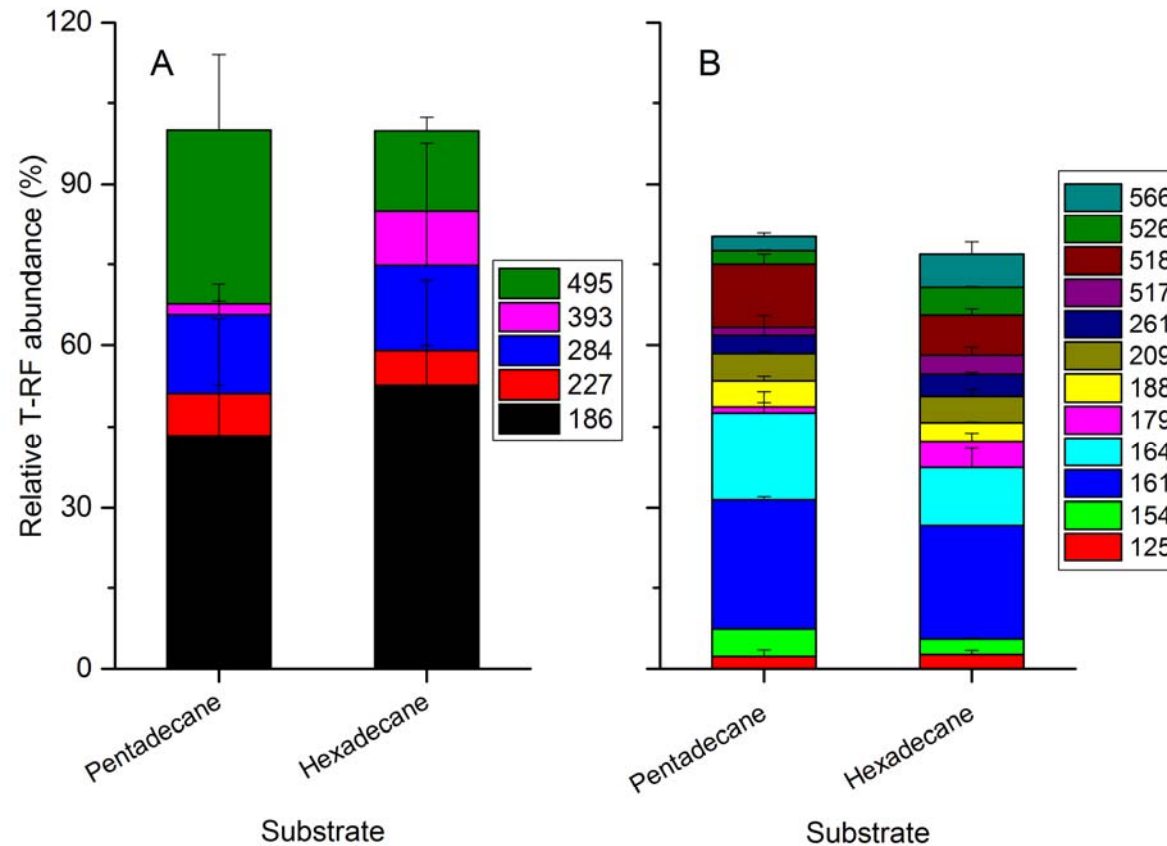 120
90
60
30
0
Relative T-RF abundance (%)
A
495
393
284
227
186
Pentadecane
Hexadecane
Substrate
B
566
526
518
517
261
209
188
179
164
161
154
125
Pentadecane
Hexadecane
Substrate